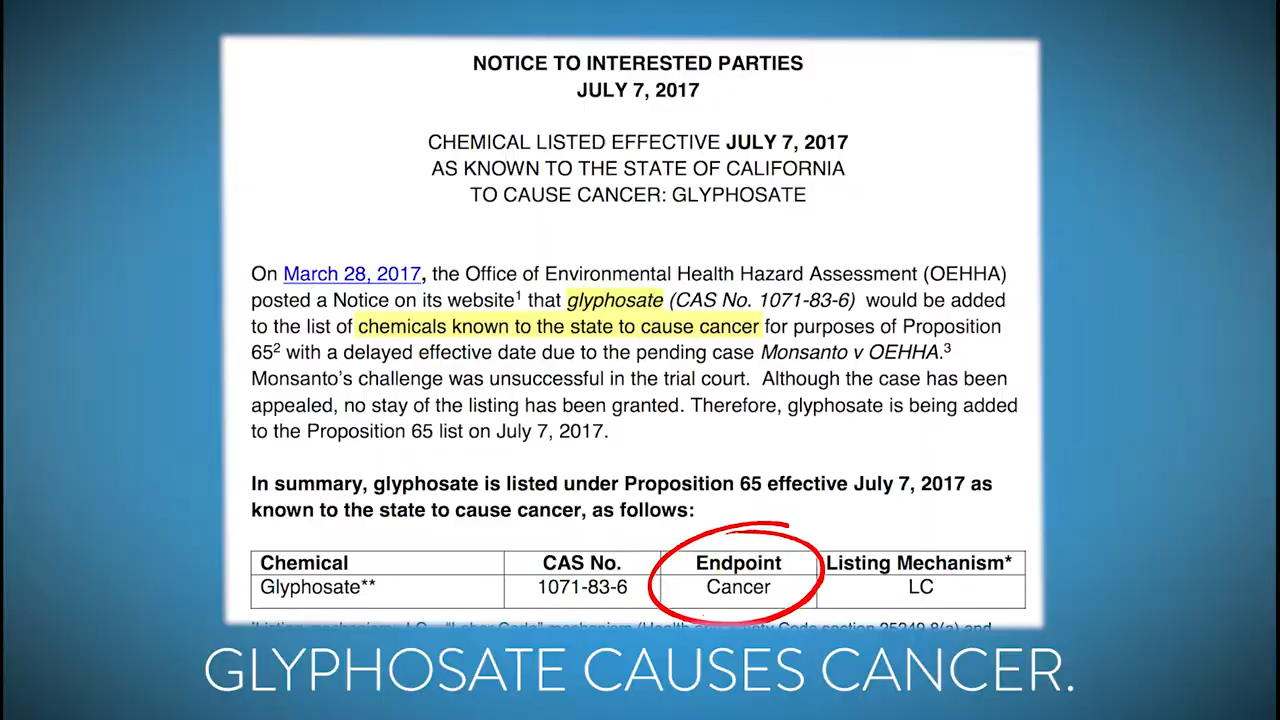 NOTICE TO INTERESTED PARTIES
JULY 7, 2017
CHEMICAL LISTED EFFECTIVE JULY 7, 2017
AS KNOWN TO THE STATE OF CALIFORNIA
TO CAUSE CANCER: GLYPHOSATE
On March 28, 2017, the Office of Environmental Health Hazard Assessment (OEHHA)
posted a Notice on its website¹ that glyphosate (CAS No. 1071-83-6) would be added
to the list of chemicals known to the state to cause cancer for purposes of Proposition
65² with a delayed effective date due to the pending case Monsanto v OEHHA.³
Monsanto's challenge was unsuccessful in the trial court. Although the case has been
appealed, no stay of the listing has been granted. Therefore, glyphosate is being added
to the Proposition 65 list on July 7, 2017.
In summary, glyphosate is listed under Proposition 65 effective July 7, 2017 as
known to the state to cause cancer, as follows:
Chemical CAS No. Endpoint Listing Mechanism*
Glyphosate** 1071-83-6 Cancer LC
GLYPHOSATE CAUSES CANCER.